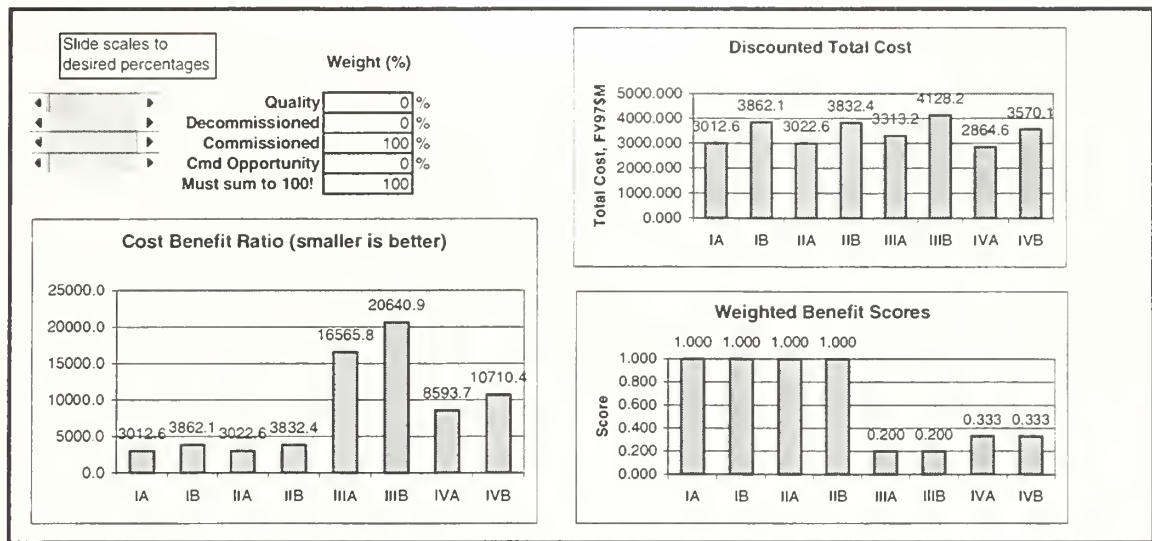 Slide scales to
desired percentages
Weight (%)
Quality 0 %
Decommissioned 0 %
Commissioned 100 %
Cmd Opportunity 0 %
Must sum to 100! 100
Discounted Total Cost
Total Cost, FY97$M
5000.000
4000.000
3000.000
2000.000
1000.000
0.000
3012.6 3862.1 3022.6 3832.4 3313.2 4128.2 2864.6 3570.1
IA IB IIA IIB IIIA IIIB IVA IVB
Cost Benefit Ratio (smaller is better)
25000.0
20000.0
15000.0
10000.0
5000.0
0.0
3012.6 3862.1 3022.6 3832.4 16565.8 20640.9 8593.7 10710.4
IA IB IIA IIB IIIA IIIB IVA IVB
Weighted Benefit Scores
Score
1.000
0.800
0.600
0.400
0.200
0.000
1.000 1.000 1.000 1.000 0.200 0.200 0.333 0.333
IA IB IIA IIB IIIA IIIB IVA IVB